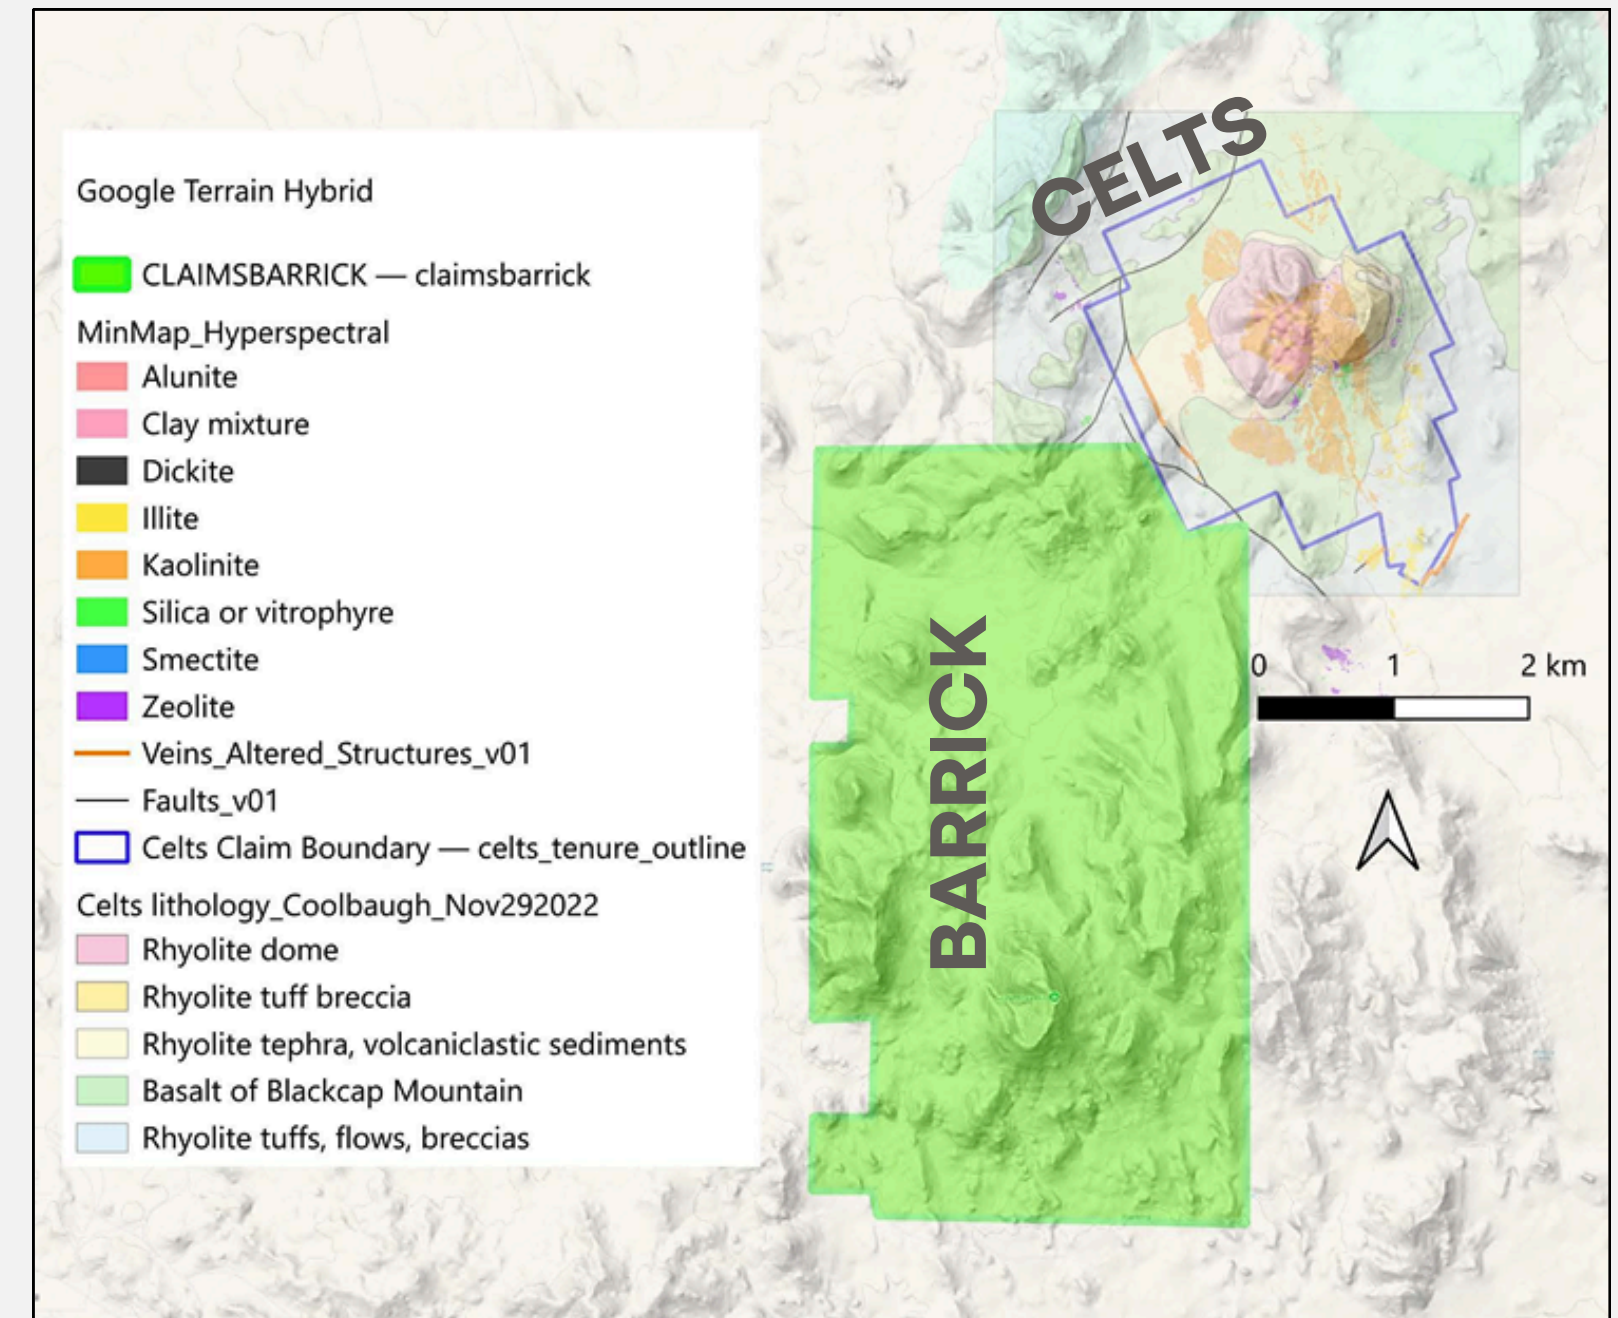 CELTS
Google Terrain Hybrid
CLAIMSBARRICK — claimsbarrick
MinMap_Hyperspectral
Alunite
Clay mixture
Dickite
Illite
Kaolinite
Silica or vitrophyre
Smectite
Zeolite
Veins_Altered_Structures_v01
Faults_v01
Celts Claim Boundary — celts_tenure_outline
Celts lithology_Coolbaugh_Nov292022
Rhyolite dome
Rhyolite tuff breccia
Rhyolite tephra, volcaniclastic sediments
Basalt of Blackcap Mountain
Rhyolite tuffs, flows, breccias
BARRICK
0 1 2 km